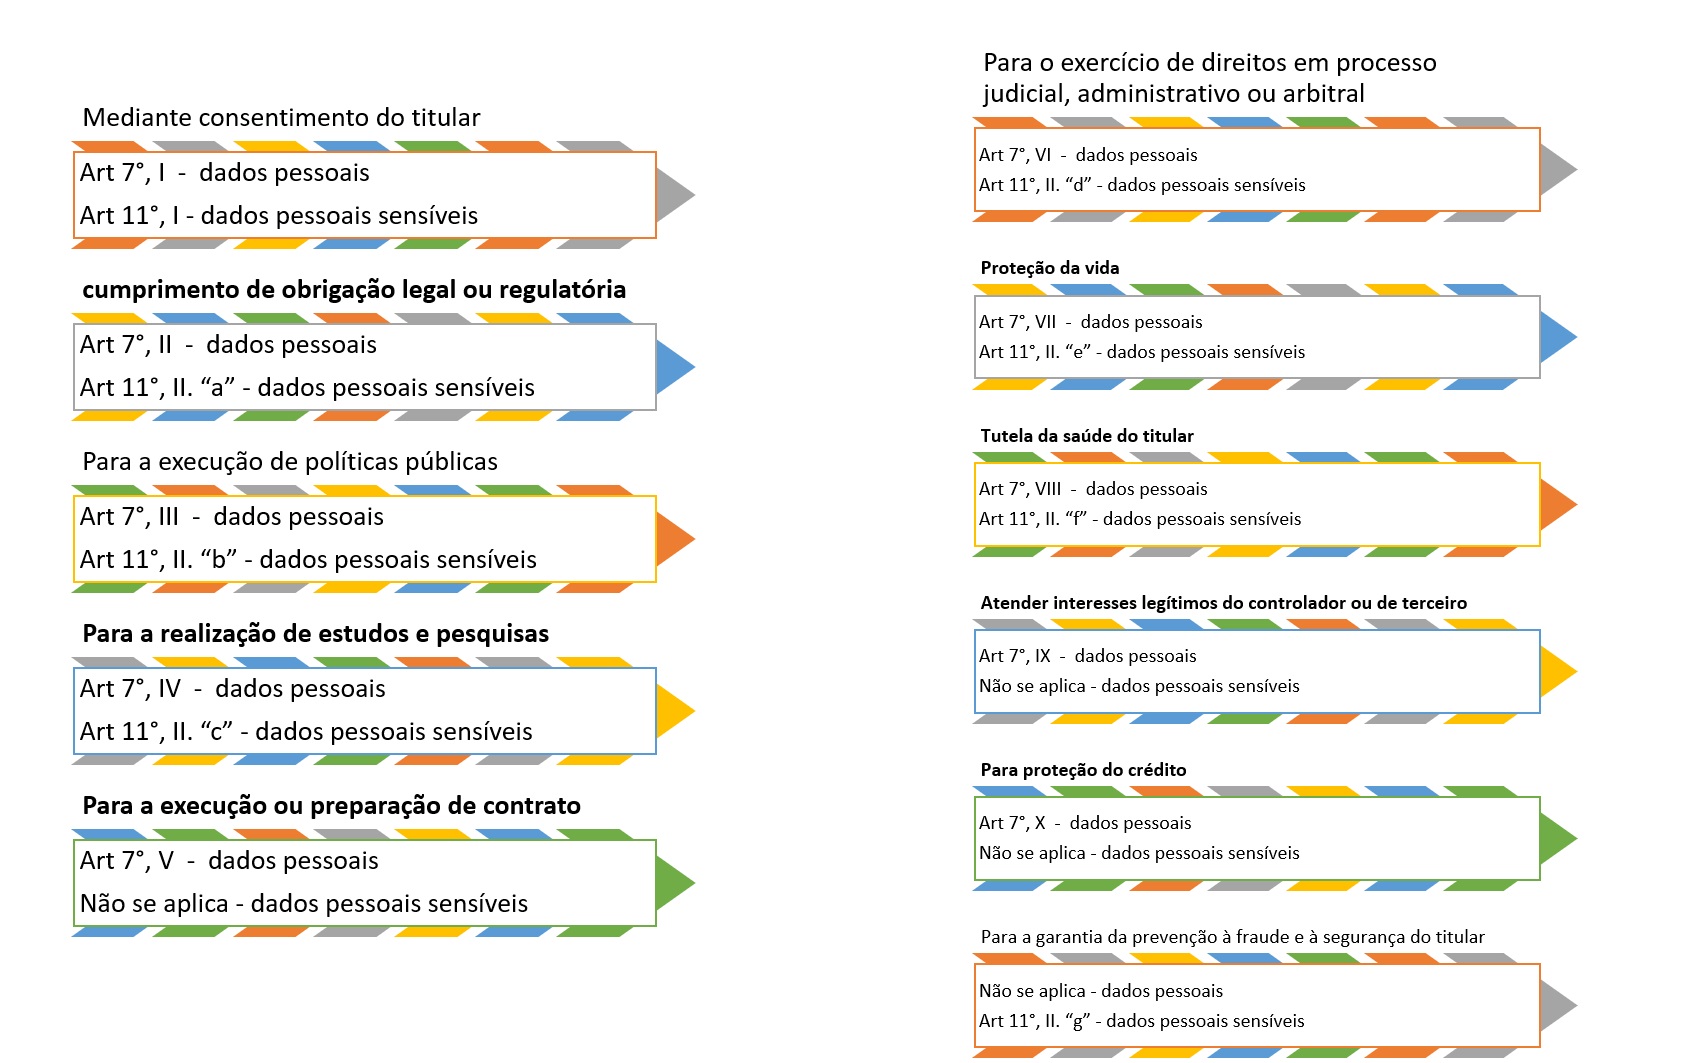 Mediante consentimento do titular
Art 7°, I - dados pessoais
Art 11°, I - dados pessoais sensíveis
cumprimento de obrigação legal ou regulatória
Art 7°, II - dados pessoais
Art 11°, II. “a” - dados pessoais sensíveis
Para a execução de políticas públicas
Art 7°, III - dados pessoais
Art 11°, II. “b” - dados pessoais sensíveis
Para a realização de estudos e pesquisas
Art 7°, IV - dados pessoais
Art 11°, II. “c” - dados pessoais sensíveis
Para a execução ou preparação de contrato
Art 7°, V - dados pessoais
Não se aplica - dados pessoais sensíveis
Para o exercício de direitos em processo
judicial, administrativo ou arbitral
Art 7°, VI - dados pessoais
Art 11°, II. “d” - dados pessoais sensíveis
Proteção da vida
Art 7°, VII - dados pessoais
Art 11°, II. “e” - dados pessoais sensíveis
Tutela da saúde do titular
Art 7°, VIII - dados pessoais
Art 11°, II. “f” - dados pessoais sensíveis
Atender interesses legítimos do controlador ou de terceiro
Art 7°, IX - dados pessoais
Não se aplica - dados pessoais sensíveis
Para proteção do crédito
Art 7°, X - dados pessoais
Não se aplica - dados pessoais sensíveis
Para a garantia da prevenção à fraude e à segurança do titular
Não se aplica - dados pessoais
Art 11°, II. “g” - dados pessoais sensíveis